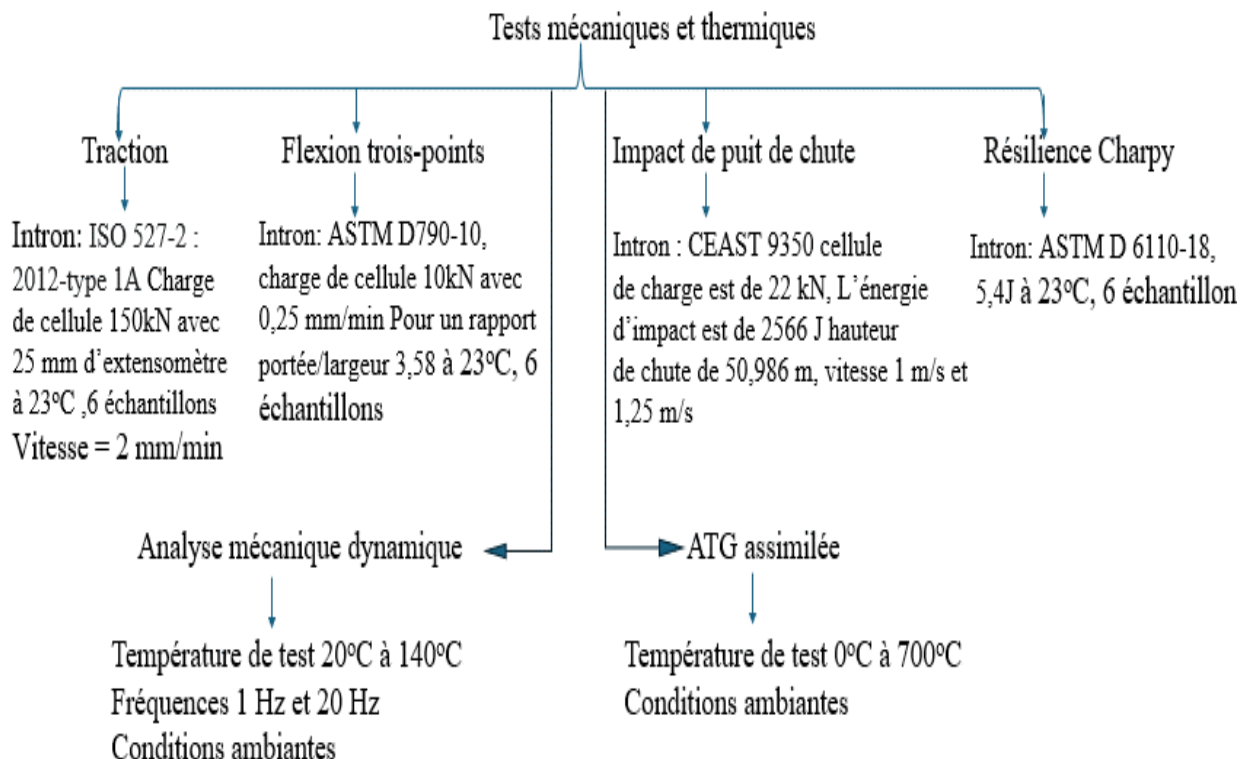 Tests mécaniques et thermiques
Traction
Intron: ISO 527-2 :
2012-type 1A Charge
de cellule 150kN avec
25 mm d’extensomètre
à 23ºC ,6 échantillons
Vitesse = 2 mm/min
Flexion trois-points
Intron: ASTM D790-10,
charge de cellule 10kN avec
0,25 mm/min Pour un rapport
portée/largeur 3,58 à 23ºC, 6
échantillons
Impact de puit de chute
Intron : CEAST 9350 cellule
de charge est de 22 kN, L’énergie
d’impact est de 2566 J hauteur
de chute de 50,986 m, vitesse 1 m/s et
1,25 m/s
Résilience Charpy
Intron: ASTM D 6110-18,
5,4J à 23ºC, 6 échantillon
Analyse mécanique dynamique
Température de test 20ºC à 140ºC
Fréquences 1 Hz et 20 Hz
Conditions ambiantes
ATG assimilée
Température de test 0ºC à 700ºC
Conditions ambiantes